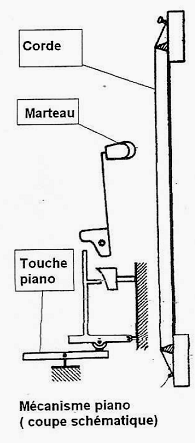 Corde
Marteau
Touche
piano
Mécanisme piano
( coupe schématique)